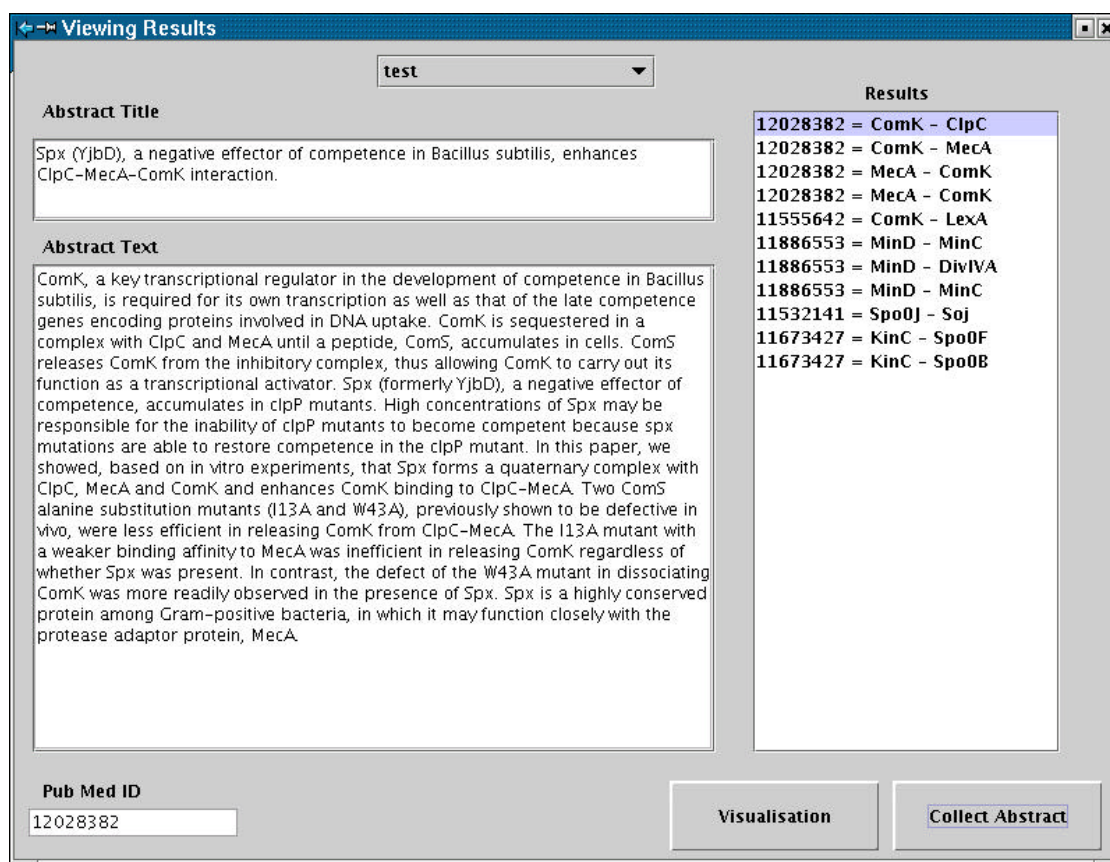 Viewing Results
test
Abstract Title
Spx (YjbD), a negative effector of competence in Bacillus subtilis, enhances
ClpC-MecA-ComK interaction.
Abstract Text
ComK, a key transcriptional regulator in the development of competence in Bacillus
subtilis, is required for its own transcription as well as that of the late competence
genes encoding proteins involved in DNA uptake. ComK is sequestered in a
complex with ClpC and MecA until a peptide, ComS, accumulates in cells. ComS
releases ComK from the inhibitory complex, thus allowing ComK to carry out its
function as a transcriptional activator. Spx (formerly YjbD), a negative effector of
competence, accumulates in clpP mutants. High concentrations of Spx may be
responsible for the inability of clpP mutants to become competent because spx
mutations are able to restore competence in the clpP mutant. In this paper, we
showed, based on in vitro experiments, that Spx forms a quaternary complex with
ClpC, MecA and ComK and enhances ComK binding to ClpC-MecA. Two ComS
alanine substitution mutants (I13A and W43A), previously shown to be defective in
vivo, were less efficient in releasing ComK from ClpC-MecA. The I13A mutant with
a weaker binding affinity to MecA was inefficient in releasing ComK regardless of
whether Spx was present. In contrast, the defect of the W43A mutant in dissociating
ComK was more readily observed in the presence of Spx. Spx is a highly conserved
protein among Gram-positive bacteria, in which it may function closely with the
protease adaptor protein, MecA.
Results
12028382 = ComK - ClpC
12028382 = ComK - MecA
12028382 = MecA - ComK
12028382 = MecA - ComK
11555642 = ComK - LexA
11886553 = MinD - MinC
11886553 = MinD - DivIVA
11886553 = MinD - MinC
11532141 = Spo0J - Soj
11673427 = KinC - Spo0F
11673427 = KinC - Spo0B
Pub Med ID
12028382
Visualisation
Collect Abstract